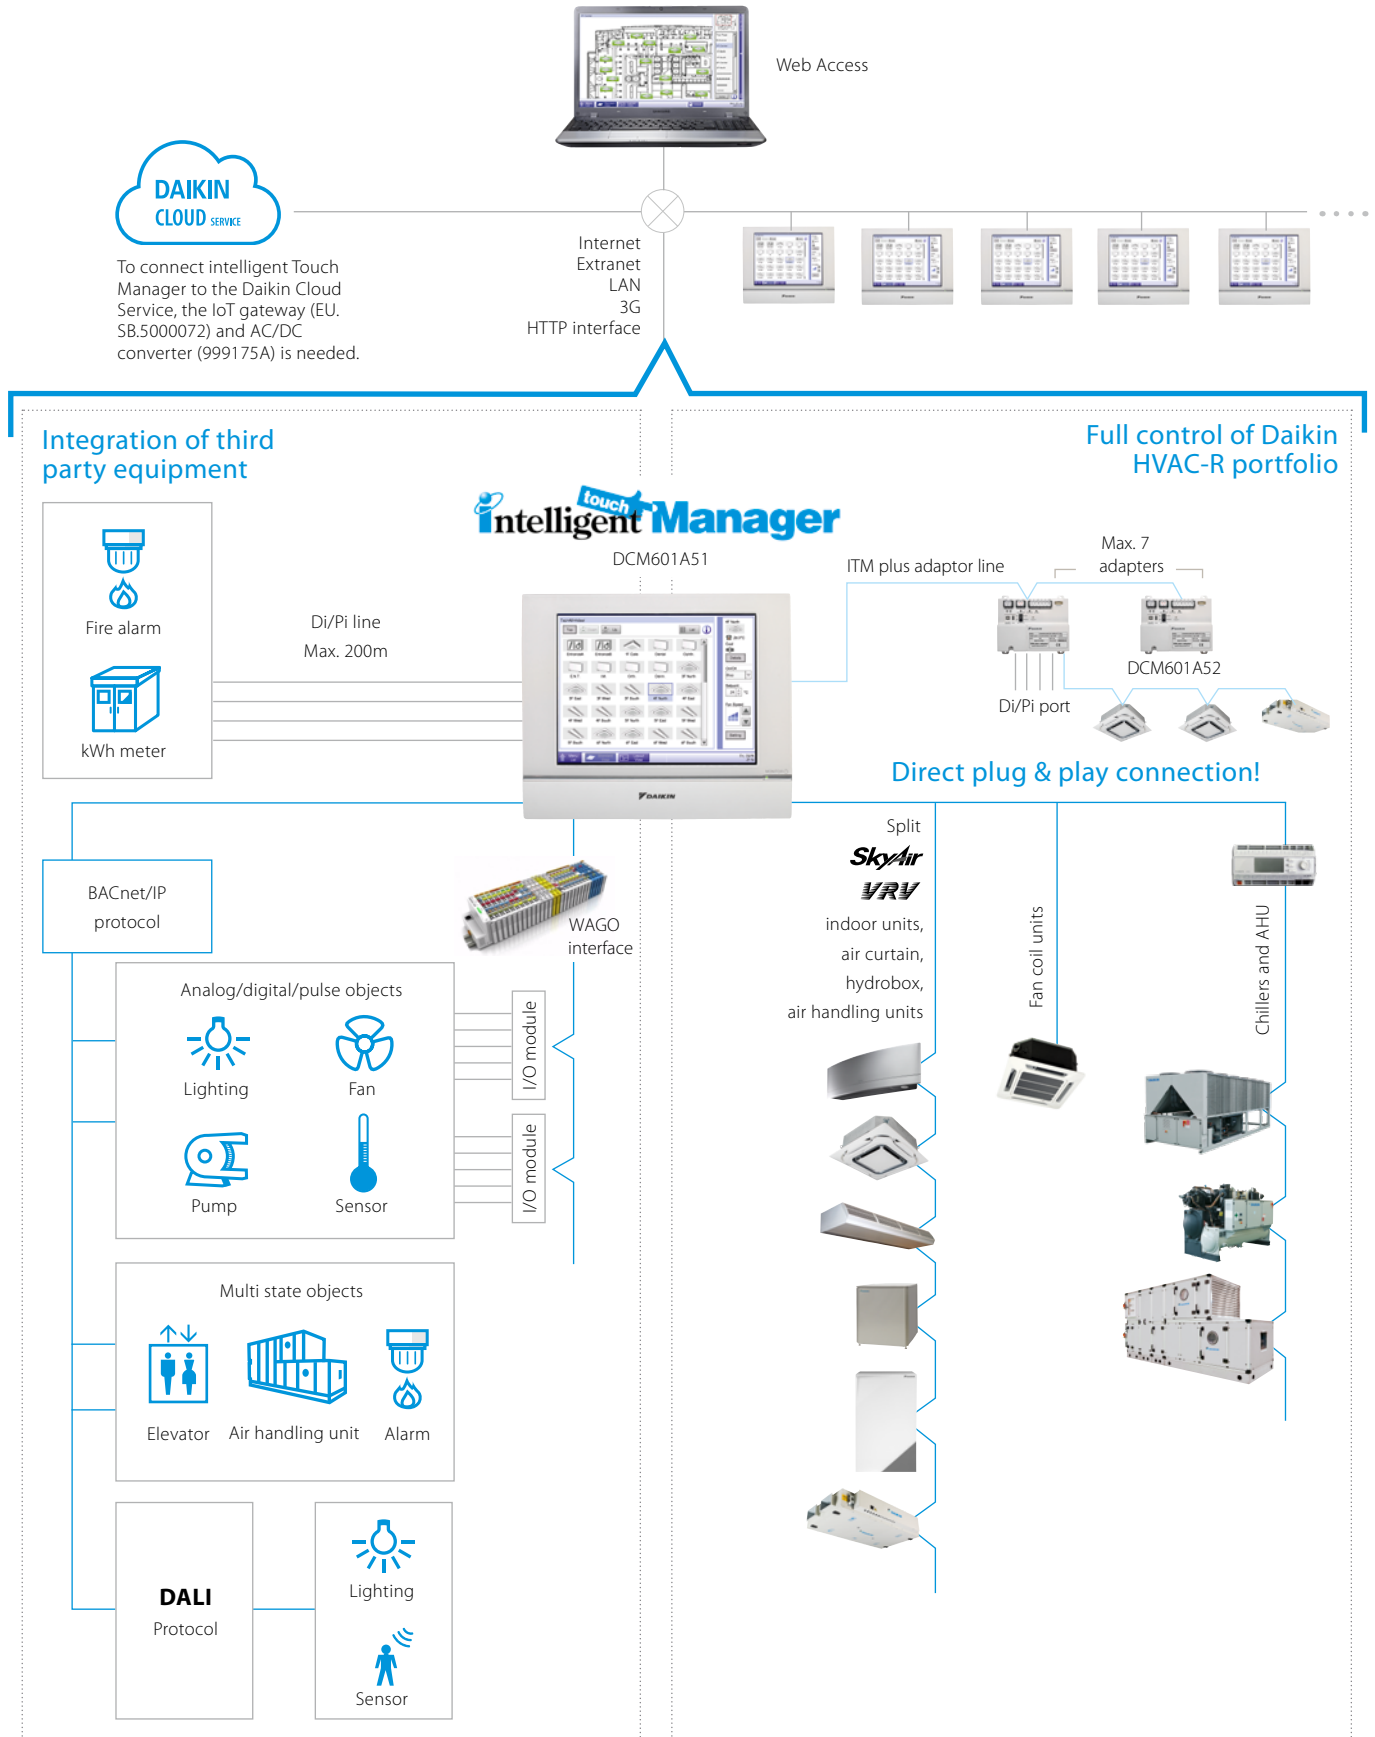 Web Access
DAIKIN
CLOUD SERVICE
To connect intelligent Touch
Manager to the Daikin Cloud
Service, the IoT gateway (EU.
SB.5000072) and AC/DC
converter (999175A) is needed.
Internet
Extranet
LAN
3G
HTTP interface
Integration of third
party equipment
Full control of Daikin
HVAC-R portfolio
intelligent touch Manager
DCM601A51
Fire alarm
kWh meter
Di/Pi line
Max. 200m
DAIKIN
ITM plus adaptor line
Max. 7
adapters
DCM601A52
Di/Pi port
Direct plug & play connection!
BACnet/IP
protocol
WAGO
interface
Analog/digital/pulse objects
Lighting
Fan
Pump
Sensor
I/O module
I/O module
Multi state objects
Elevator
Air handling unit
Alarm
DALI
Protocol
Lighting
Sensor
Split
SkyAir
VRV
indoor units,
air curtain,
hydrobox,
air handling units
Fan coil units
Chillers and AHU